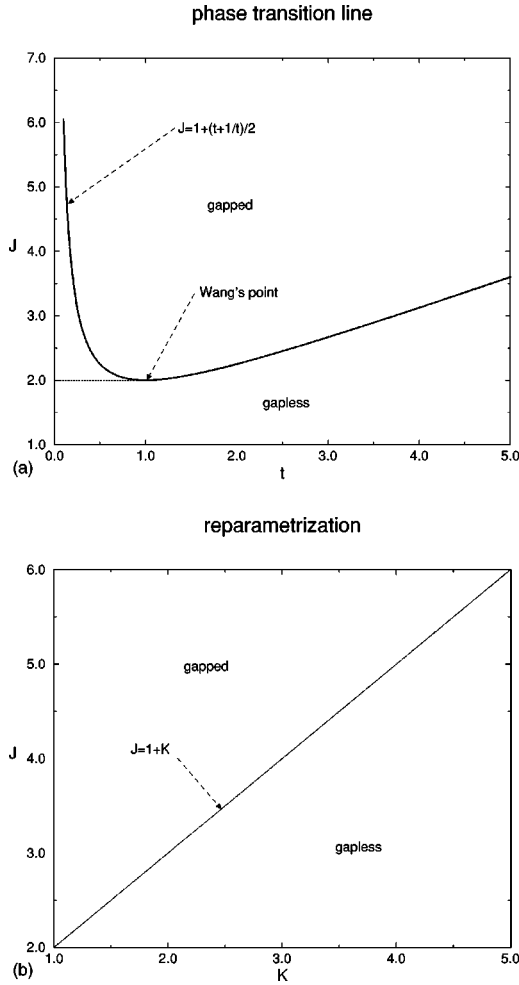 phase transition line
7.0
6.0
J=1+(t+1/t)/2
5.0
gapped
J
4.0
Wang's point
3.0
2.0
gapless
1.0
0.0 1.0 2.0 3.0 4.0 5.0
(a)
t
reparametrization
6.0
gapped
5.0
J
J=1+K
4.0
gapless
3.0
2.0
1.0 2.0 3.0 4.0 5.0
(b)
K